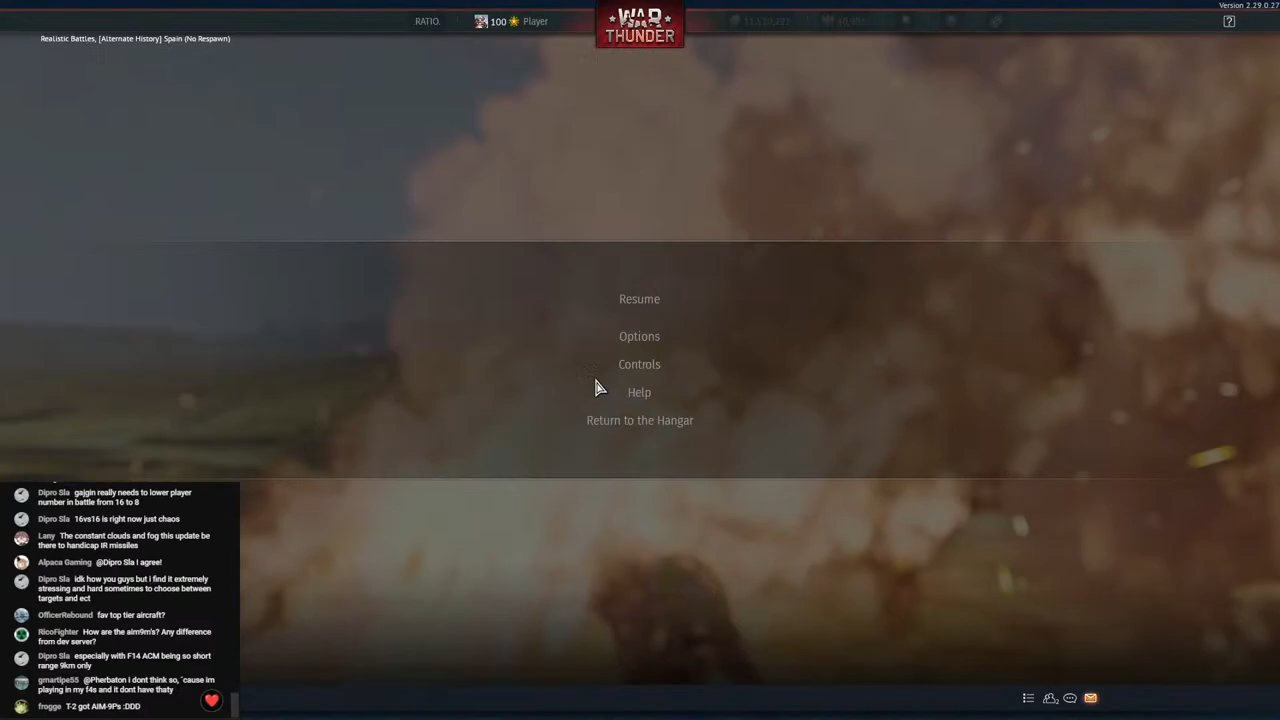 Version 2.29.0.27
.RATIO. 100 Player
WAR
THUNDER
Realistic Battles, [Alternate History] Spain (No Respawn)
Resume
Options
Controls
Help
Return to the Hangar
Dipro Sla gajgin really needs to lower player
number in battle from 16 to 8
Dipro Sla 16vs16 is right now just chaos
Lany The constant clouds and fog this update be
there to handicap IR missiles
Alpaca Gaming @Dipro Sla I agree!
Dipro Sla idk how you guys but i find it extremely
stressing and hard sometimes to choose between
targets and ect
OfficerRebound fav top tier aircraft?
RicoFighter How are the aim9m's? Any difference
from dev server?
Dipro Sla especially with F14 ACM being so short
range 9km only
gmartipe55 @Pherbaton i dont think so, ´cause im
playing in my f4s and it dont have thaty
frogge T-2 got AIM-9Ps :DDD
2